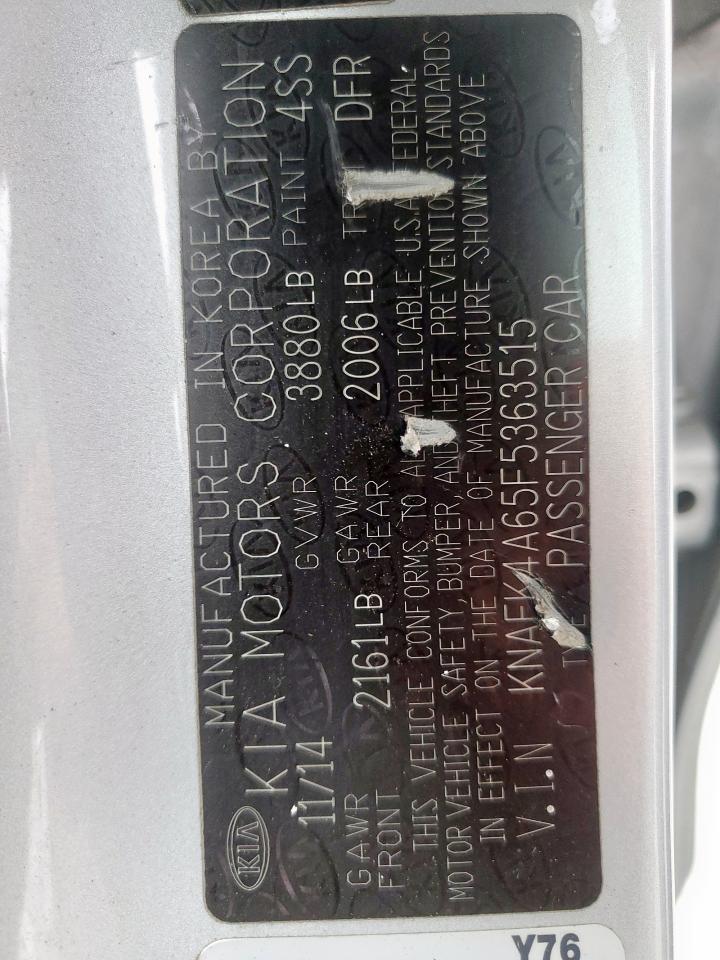 KIA
MANUFACTURED IN KOREA BY
KIA MOTORS CORPORATION
11/14 GVWR 3880LB PAINT 4SS
GAWR FRONT 2161LB GAWR REAR 2006LB DFR
THIS VEHICLE CONFORMS TO APPLICABLE U.S.A FEDERAL
MOTOR VEHICLE SAFETY, BUMPER, AND THEFT PREVENTION STANDARDS
IN EFFECT ON THE DATE OF MANUFACTURE SHOWN ABOVE
V.I.N KNAFK4A65F5363515
PASSENGER CAR
Y76